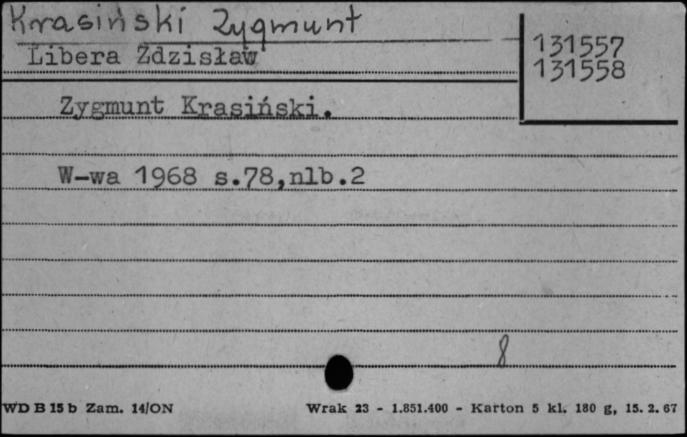 Krasiński Zygmunt
Libera Zdzisław
131557
131558
Zygmunt Krasiński.
W-wa 1968 s.78,nlb.2
8
WD B 15 b Zam. 14/ON
Wrak 23 - 1.851.400 - Karton 5 kl. 180 g, 15. 2. 67